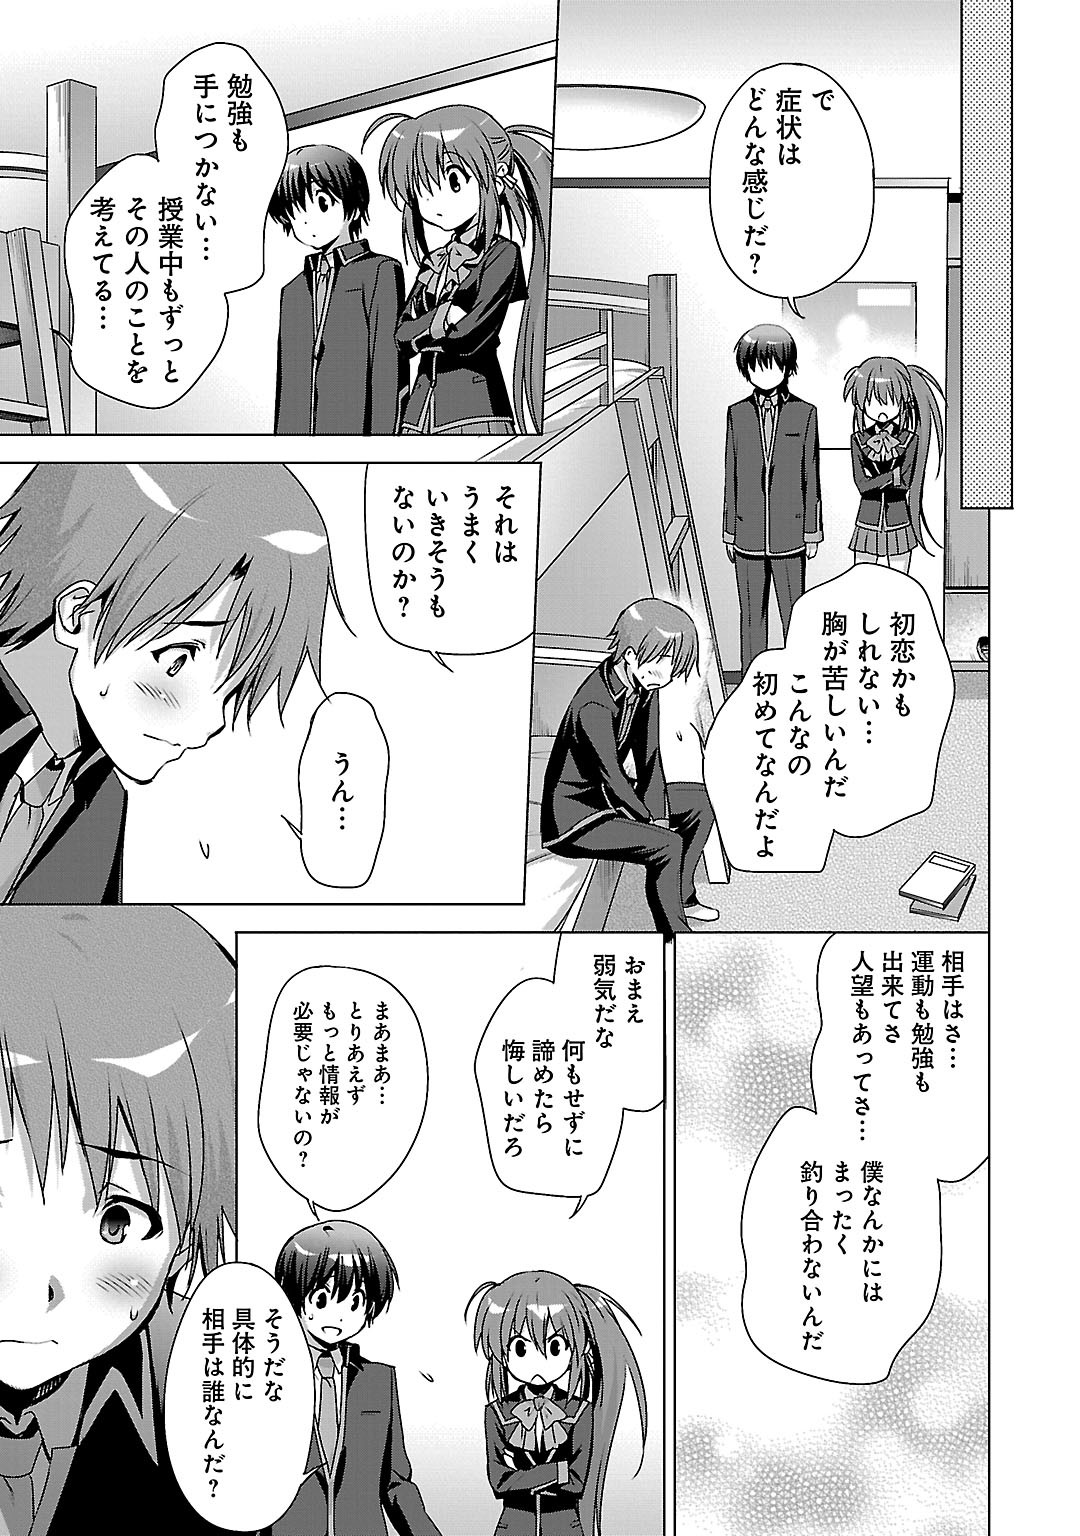 で
症状は
どんな感じだ？
初恋かも
しれない…
胸が苦しいんだ
こんなの
初めてなんだよ
勉強も
手につかない…
授業中もずっと
その人のことを
考えてる…
それは
うまく
いきそうも
ないのか？
うん…
相手はさ…
運動も勉強も
出来てさ
人望もあってさ…
僕なんかには
まったく
釣り合わないんだ
おまえ
弱気だな
何もせずに
諦めたら
悔しいだろ
まあまあ…
とりあえず
もっと情報が
必要じゃないの？
そうだな
具体的に
相手は誰なんだ？